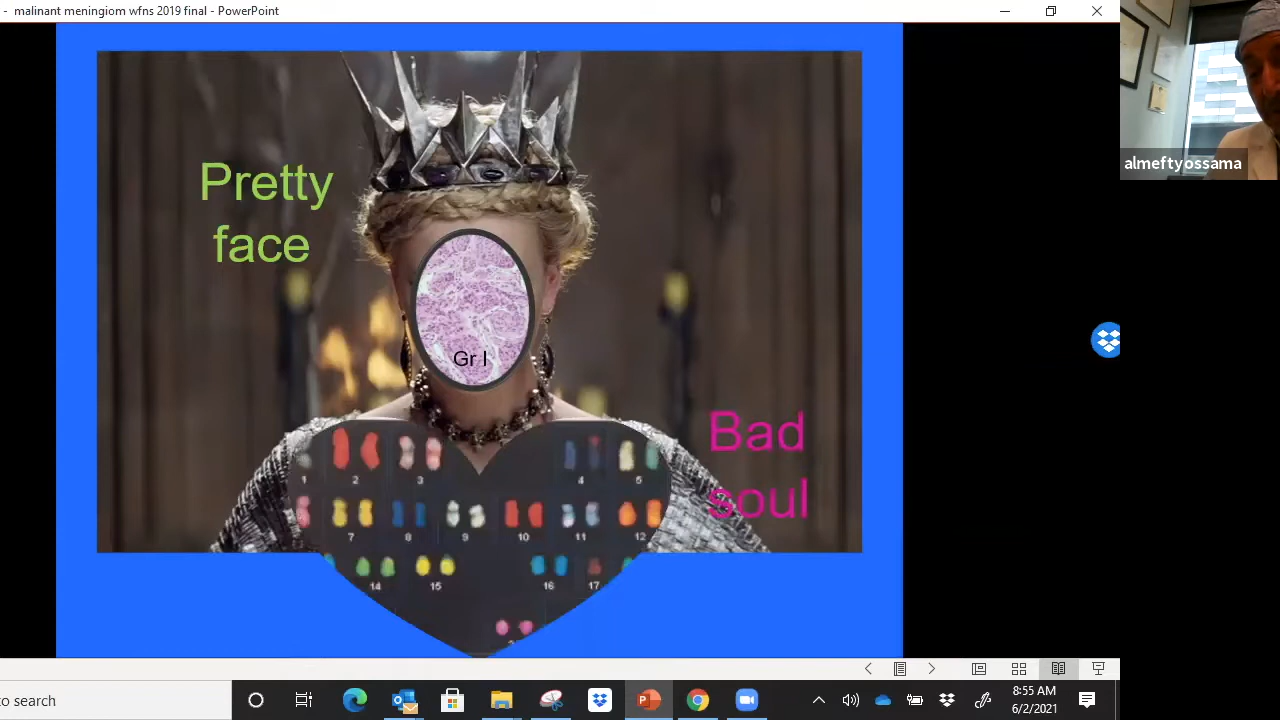 - malinant meningiom wfns 2019 final - PowerPoint
almeftyossama
Pretty
face
Gr I
Bad
soul
1 2 3 4 5
7 8 9 10 11 12
14 15 16 17
to search
8:55 AM
6/2/2021